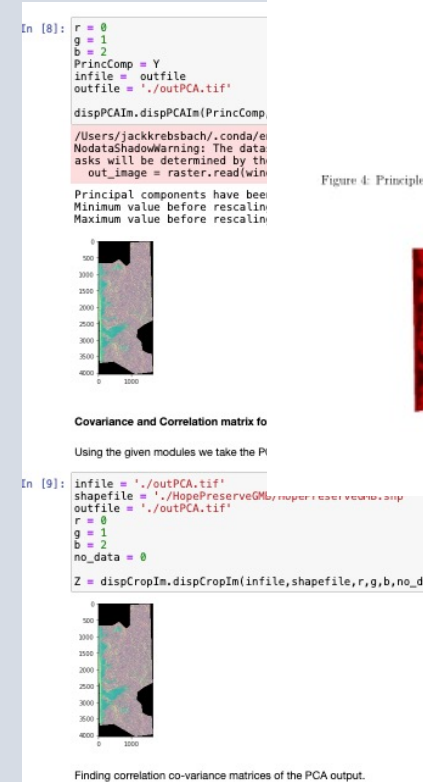 In [8]: r = 0
g = 1
b = 2
PrincComp = Y
infile = outfile
outfile = './outPCA.tif'
dispPCAIm.dispPCAIm(PrincComp,
/Users/jackkrebsbach/.conda/e
NodataShadowWarning: The data
asks will be determined by the
out_image = raster.read(win
Principal components have bee
Minimum value before rescalin
Maximum value before rescalin
Figure 4: Principle
0
500
1000
1500
2000
2500
3000
3500
4000
0 1000
Covariance and Correlation matrix fo
Using the given modules we take the P
In [9]: infile = './outPCA.tif'
shapefile = './HopePreserveGMB/HopePreserveGMB.shp
outfile = './outPCA.tif'
r = 0
g = 1
b = 2
no_data = 0
Z = dispCropIm.dispCropIm(infile,shapefile,r,g,b,no_d
0
500
1000
1500
2000
2500
3000
3500
4000
0 1000
Finding correlation co-variance matrices of the PCA output.